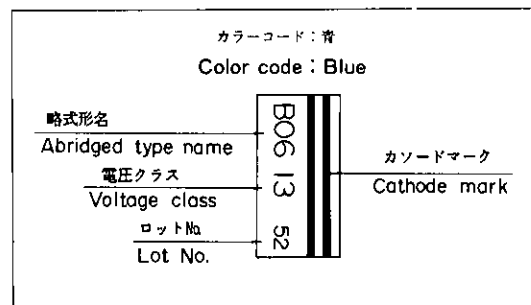 カラーコード：青
Color code : Blue
略式形名
Abridged type name
電圧クラス
Voltage class
ロットNo.
Lot No.
B06 13 52
カソードマーク
Cathode mark